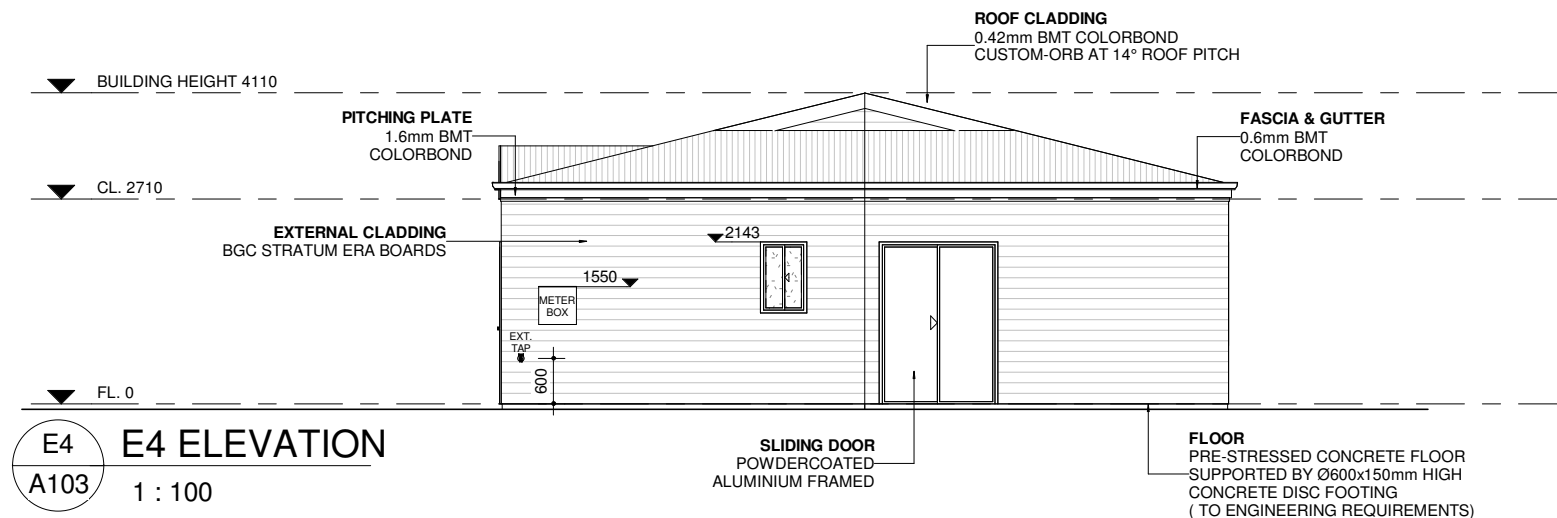 ROOF CLADDING
0.42mm BMT COLORBOND
CUSTOM-ORB AT 14° ROOF PITCH
BUILDING HEIGHT 4110
PITCHING PLATE
1.6mm BMT
COLORBOND
FASCIA & GUTTER
0.6mm BMT
COLORBOND
CL. 2710
EXTERNAL CLADDING
BGC STRATUM ERA BOARDS
2143
1550
METER
BOX
EXT.
TAP
600
FL. 0
E4
A103
E4 ELEVATION
1 : 100
SLIDING DOOR
POWDERCOATED
ALUMINIUM FRAMED
FLOOR
PRE-STRESSED CONCRETE FLOOR
SUPPORTED BY Ø600x150mm HIGH
CONCRETE DISC FOOTING
( TO ENGINEERING REQUIREMENTS)